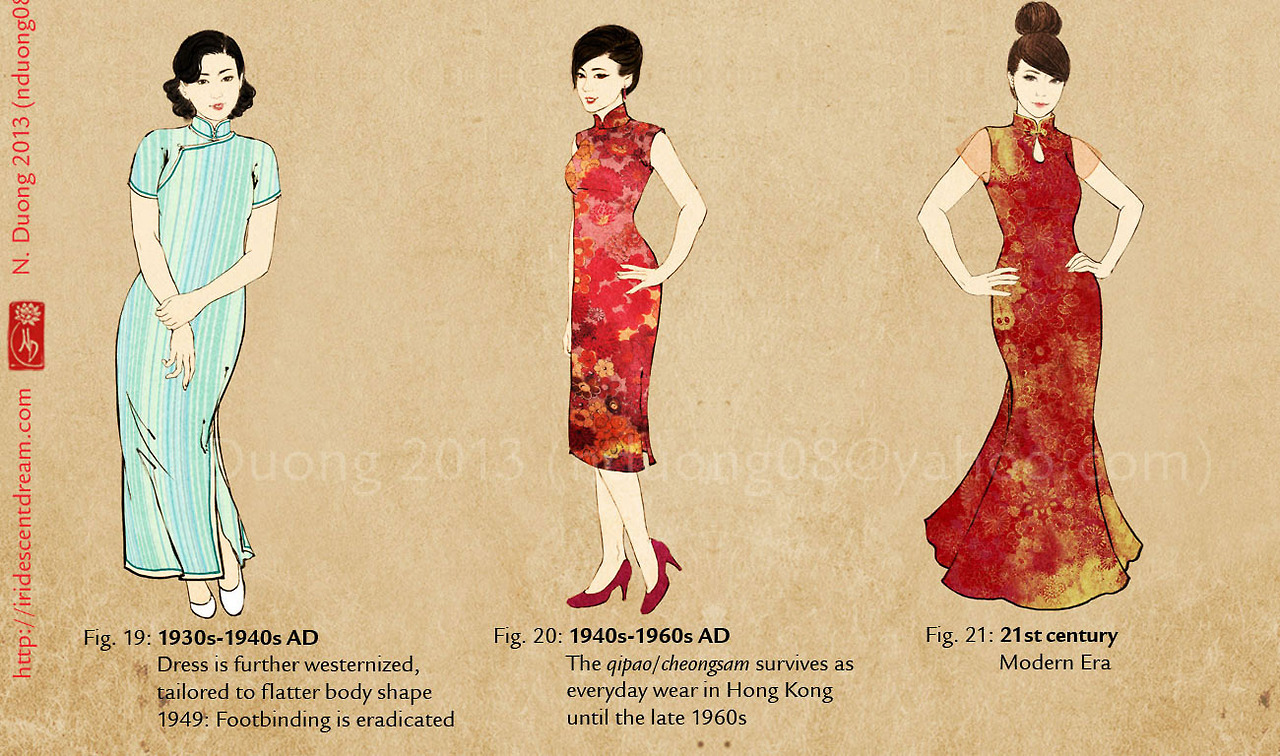 N. Duong 2013 (nduong08
http://iridescentdream.com
Duong 2013 (nduong08@yahoo.com)
Fig. 19: 1930s-1940s AD
Dress is further westernized,
tailored to flatter body shape
1949: Footbinding is eradicated
Fig. 20: 1940s-1960s AD
The qipao/cheongsam survives as
everyday wear in Hong Kong
until the late 1960s
Fig. 21: 21st century
Modern Era